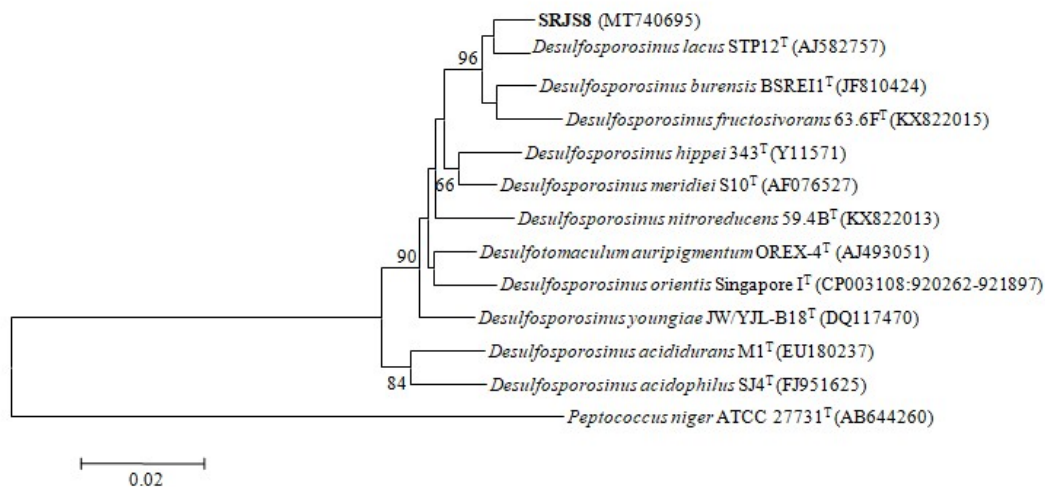 SRJS8 (MT740695)
Desulfosporosinus lacus STP12T (AJ582757)
96
Desulfosporosinus burensis BSREI1T (JF810424)
Desulfosporosinus fructosivorans 63.6FT (KX822015)
Desulfosporosinus hippei 343T (Y11571)
66
Desulfosporosinus meridiei S10T (AF076527)
Desulfosporosinus nitroreducens 59.4BT (KX822013)
90
Desulfotomaculum auripigmentum OREX-4T (AJ493051)
Desulfosporosinus orientis Singapore IT (CP003108:920262-921897)
Desulfosporosinus youngiae JW/YJL-B18T (DQ117470)
Desulfosporosinus acididurans M1T (EU180237)
84
Desulfosporosinus acidophilus SJ4T (FJ951625)
Peptococcus niger ATCC 27731T (AB644260)
0.02